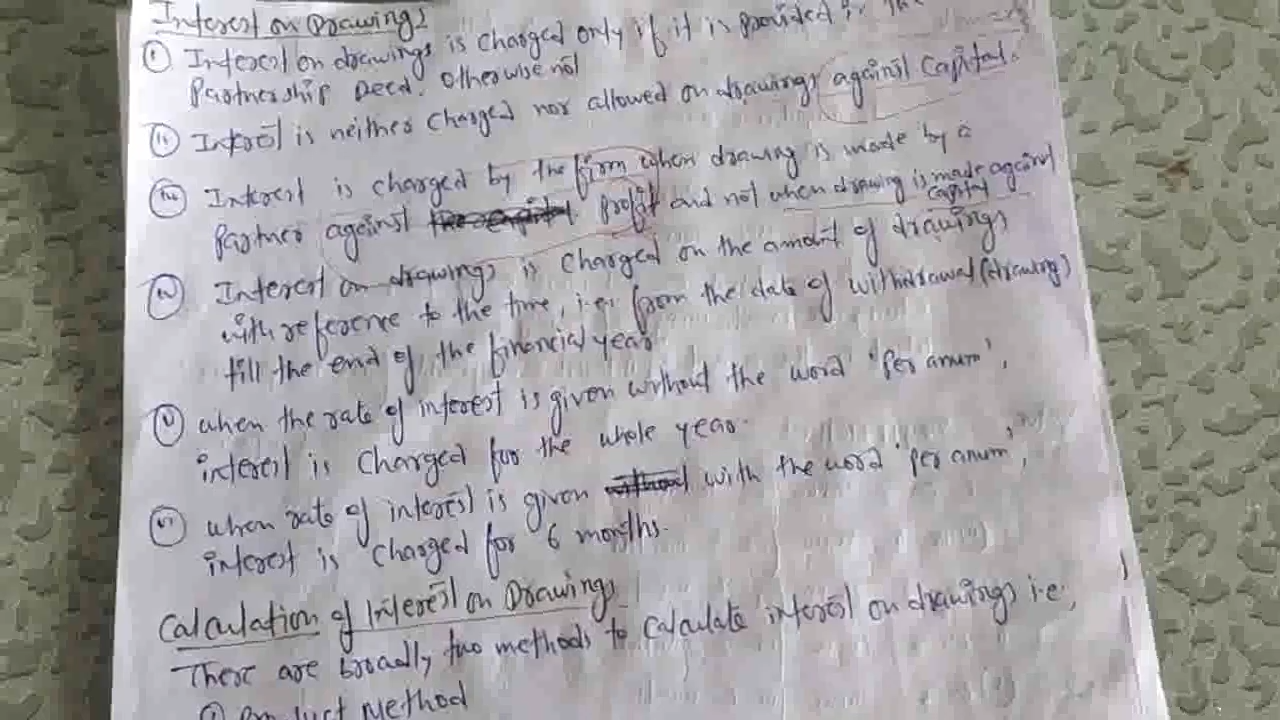 Interest on Drawings
(i) Interest on drawings is charged only if it is provided in the
Partnership Deed. Otherwise not
(ii) Interest is neither charged nor allowed on drawings against capital.
(iii) Interest is charged by the firm when drawing is made by a
partner against profit and not when drawing is made against
capital
(iv) Interest on drawings is charged on the amount of drawings
with reference to the time, i.e. from the date of withdrawal (drawing)
till the end of the financial year
(v) when the rate of interest is given without the word 'per anum',
interest is charged for the whole year.
(vi) when rate of interest is given with the word 'per anum',
interest is charged for 6 months.
Calculation of Interest on Drawings
There are broadly two methods to calculate interest on drawings i.e,
(i) Product Method